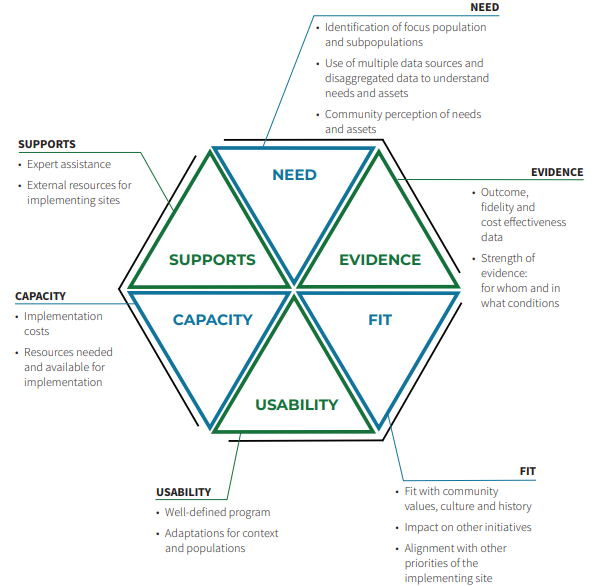 NEED
• Identification of focus population
and subpopulations
• Use of multiple data sources and
disaggregated data to understand
needs and assets
• Community perception of needs
and assets
SUPPORTS
• Expert assistance
• External resources for
implementing sites
EVIDENCE
• Outcome,
fidelity and
cost effectiveness
data
• Strength of
evidence:
for whom and in
what conditions
NEED
SUPPORTS
EVIDENCE
CAPACITY
FIT
USABILITY
CAPACITY
• Implementation
costs
• Resources needed
and available for
implementation
USABILITY
• Well-defined program
• Adaptations for context
and populations
FIT
• Fit with community
values, culture and history
• Impact on other initiatives
• Alignment with other
priorities of the
implementing site